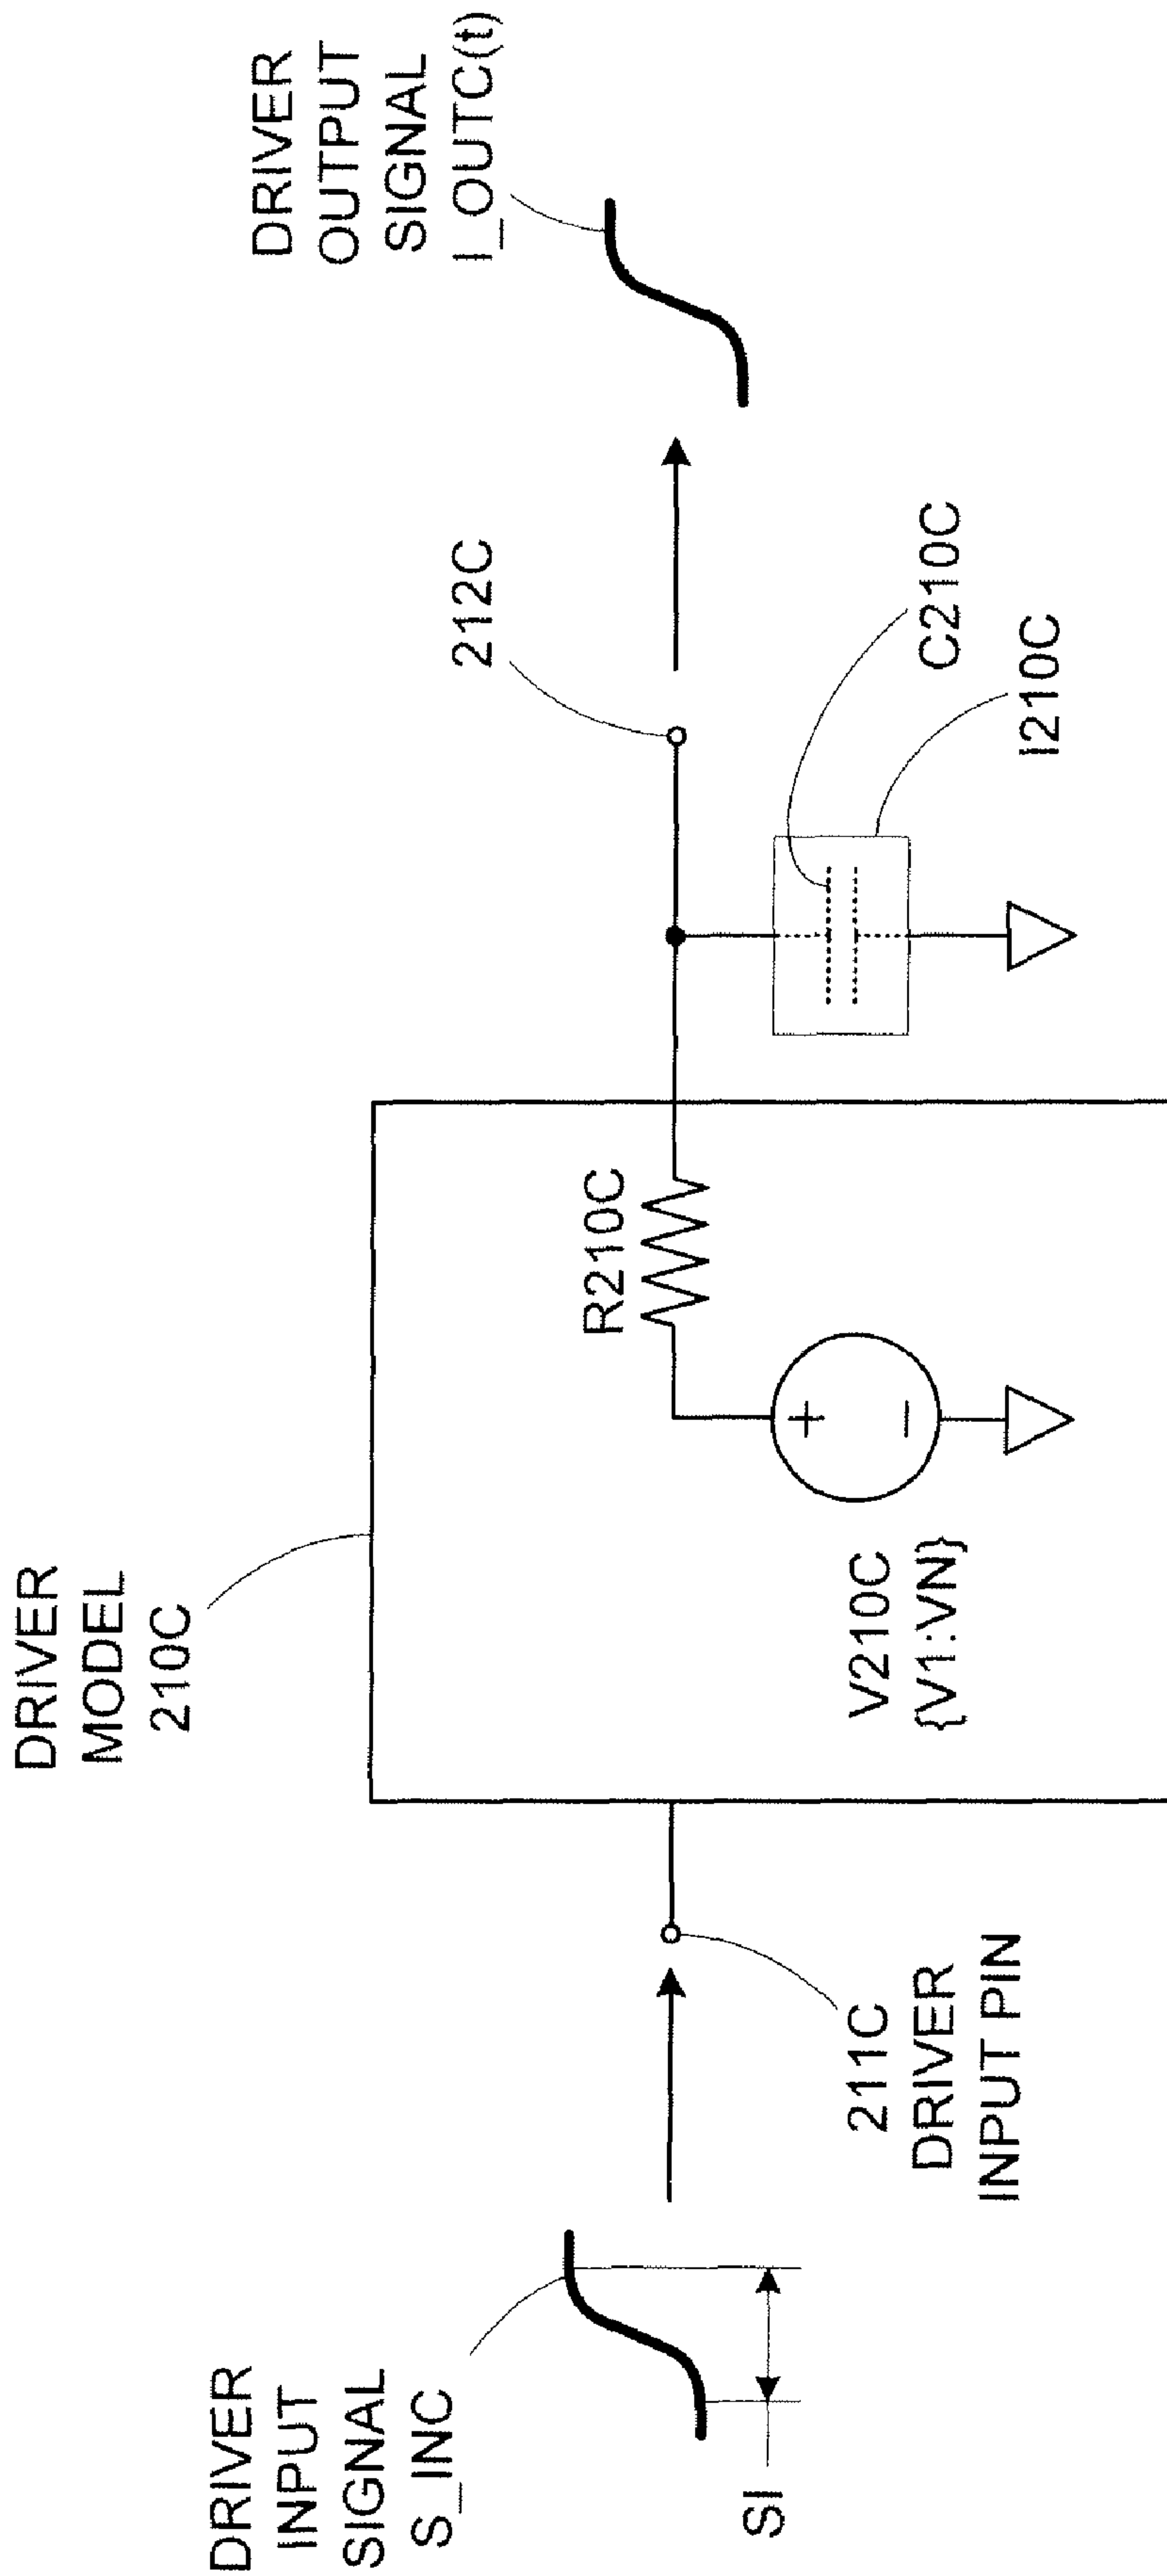 DRIVER
INPUT
SIGNAL
S_INC
SI
211C
DRIVER
INPUT PIN
DRIVER
MODEL
210C
V210C
{V1:VN}
+
–
R210C
212C
C210C
I210C
DRIVER
OUTPUT
SIGNAL
I_OUTC(t)